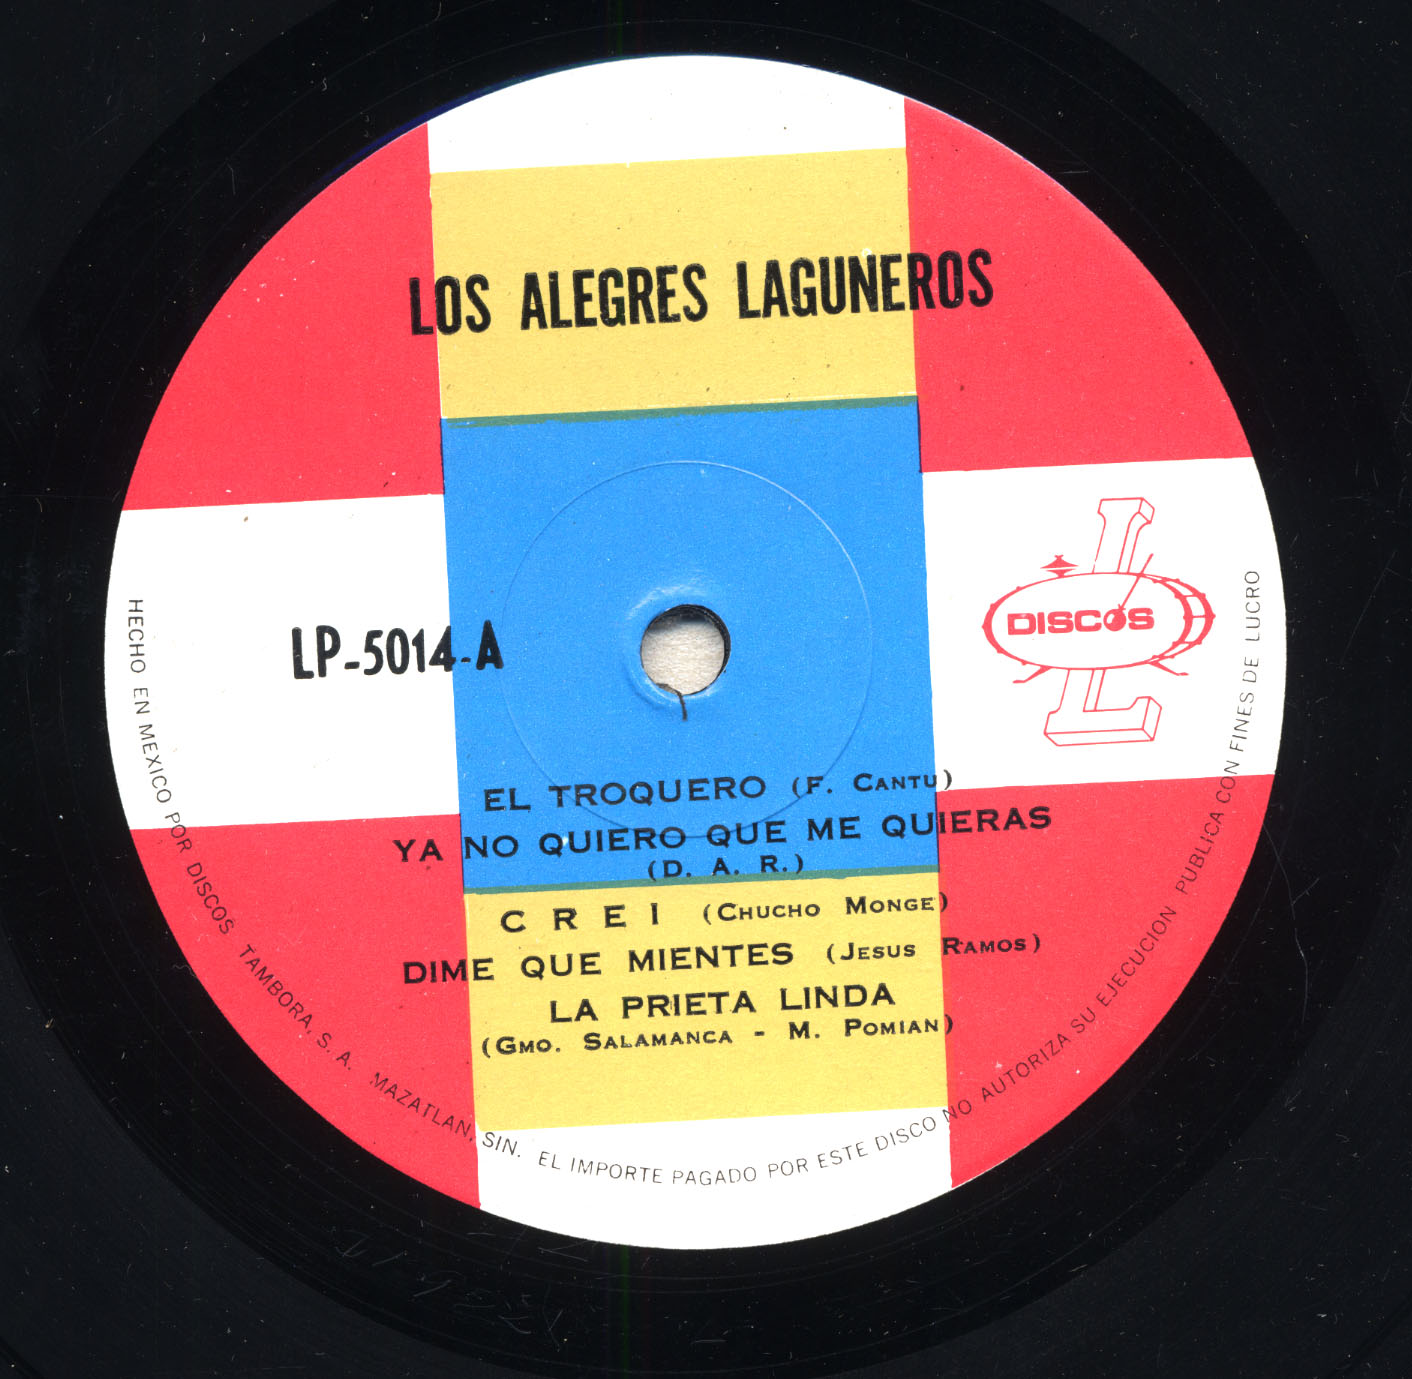 LOS ALEGRES LAGUNEROS
DISCOS
LP-5014-A
EL TROQUERO (F. CANTU)
YA NO QUIERO QUE ME QUIERAS
(D. A. R.)
CREI (CHUCHO MONGE)
DIME QUE MIENTES (JESUS RAMOS)
LA PRIETA LINDA
(GMO. SALAMANCA - M. POMIAN)
HECHO EN MEXICO POR DISCOS TAMBORA, S. A. MAZATLAN, SIN. EL IMPORTE PAGADO POR ESTE DISCO NO AUTORIZA SU EJECUCION PUBLICA CON FINES DE LUCRO